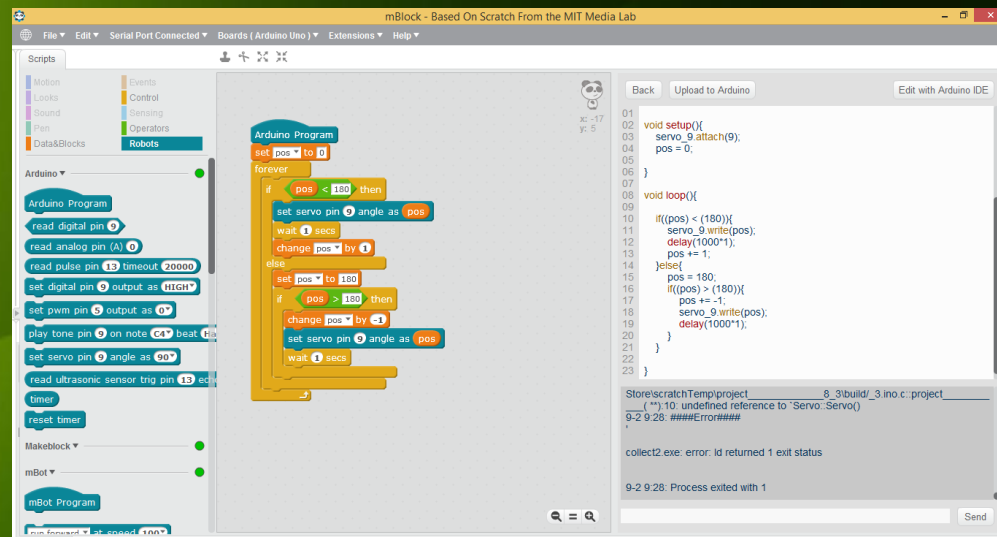 mBlock - Based On Scratch From the MIT Media Lab
File▾ Edit▾ Serial Port Connected▾ Boards ( Arduino Uno )▾ Extensions▾ Help▾
Scripts
Motion Events
Looks Control
Sound Sensing
Pen Operators
Data&Blocks Robots
Arduino▾
Arduino Program
read digital pin 9
read analog pin (A) 0
read pulse pin 13 timeout 20000
set digital pin 9 output as HIGH▾
set pwm pin 5 output as 0▾
play tone pin 9 on note C4▾ beat Ha
set servo pin 9 angle as 90▾
read ultrasonic sensor trig pin 13 ech
timer
reset timer
Makeblock▾
mBot▾
mBot Program
run forward▾ at speed 100▾
Arduino Program
set pos▾ to 0
forever
if pos < 180 then
set servo pin 9 angle as pos
wait 1 secs
change pos▾ by 1
else
set pos▾ to 180
if pos > 180 then
change pos▾ by -1
set servo pin 9 angle as pos
wait 1 secs
x: -17
y: 5
Back Upload to Arduino Edit with Arduino IDE
01
02 void setup(){
03 servo_9.attach(9);
04 pos = 0;
05
06 }
07
08 void loop(){
09
10 if((pos) < (180)){
11 servo_9.write(pos);
12 delay(1000*1);
13 pos += 1;
14 }else{
15 pos = 180;
16 if((pos) > (180)){
17 pos += -1;
18 servo_9.write(pos);
19 delay(1000*1);
20 }
21 }
22
23 }
Store\scratchTemp\project_____________8_3\build/_3.ino.c::project________
___( **):10: undefined reference to `Servo::Servo()
9-2 9:28: ####Error####
'
collect2.exe: error: ld returned 1 exit status
9-2 9:28: Process exited with 1
Send